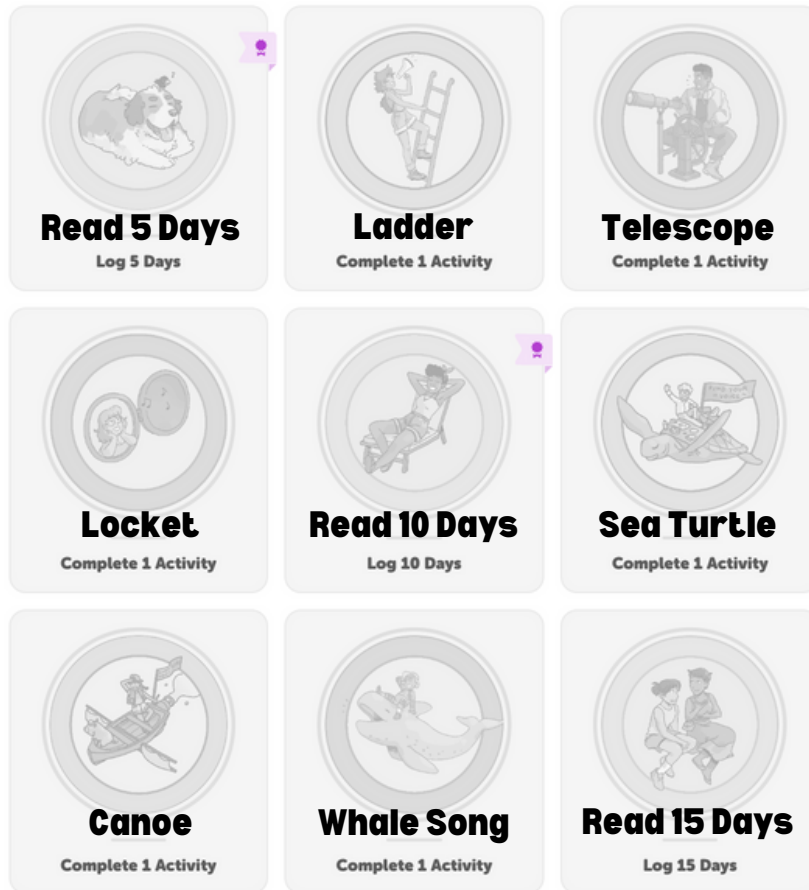 Read 5 Days
Log 5 Days
Ladder
Complete 1 Activity
Telescope
Complete 1 Activity
Locket
Complete 1 Activity
Read 10 Days
Log 10 Days
Sea Turtle
Complete 1 Activity
Canoe
Complete 1 Activity
Whale Song
Complete 1 Activity
Read 15 Days
Log 15 Days